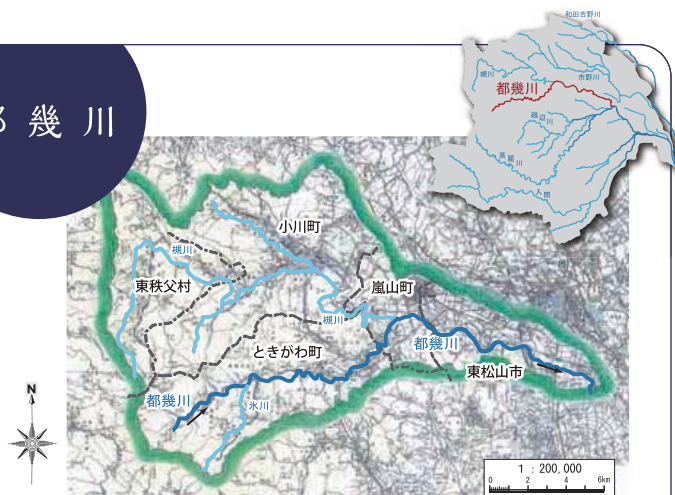 幾川
和田吉野川
槻川
市野川
都幾川
越辺川
高麗川
入間
小川町
槻川
東秩父村
嵐山町
槻川
ときがわ町
都幾川
東松山市
都幾川
氷川
N
1 : 200,000
0 2 4 6km